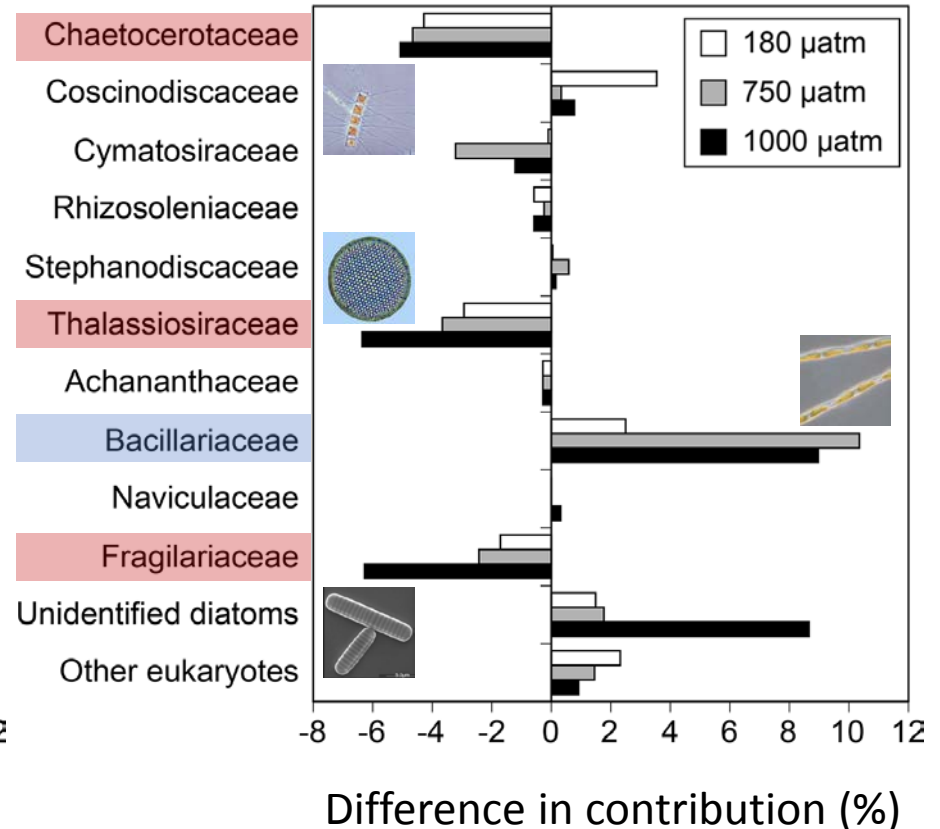 Chaetocerotaceae
Coscinodiscaceae
Cymatosiraceae
Rhizosoleniaceae
Stephanodiscaceae
Thalassiosiraceae
Achananthaceae
Bacillariaceae
Naviculaceae
Fragilariaceae
Unidentified diatoms
Other eukaryotes
180 µatm
750 µatm
1000 µatm
2 -8 -6 -4 -2 0 2 4 6 8 10 12
Difference in contribution (%)